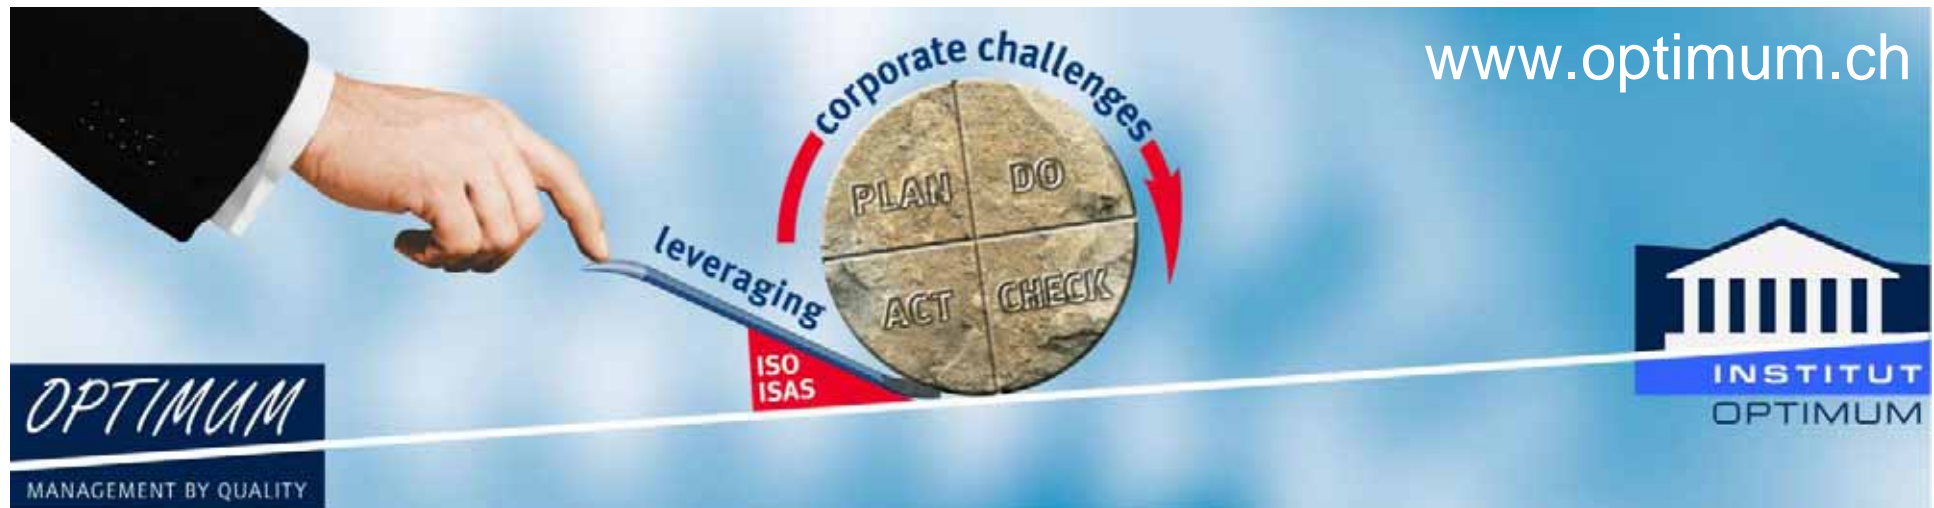 www.optimum.ch
corporate challenges
PLAN DO
ACT CHECK
leveraging
ISO
ISAS
OPTIMUM
MANAGEMENT BY QUALITY
INSTITUT
OPTIMUM